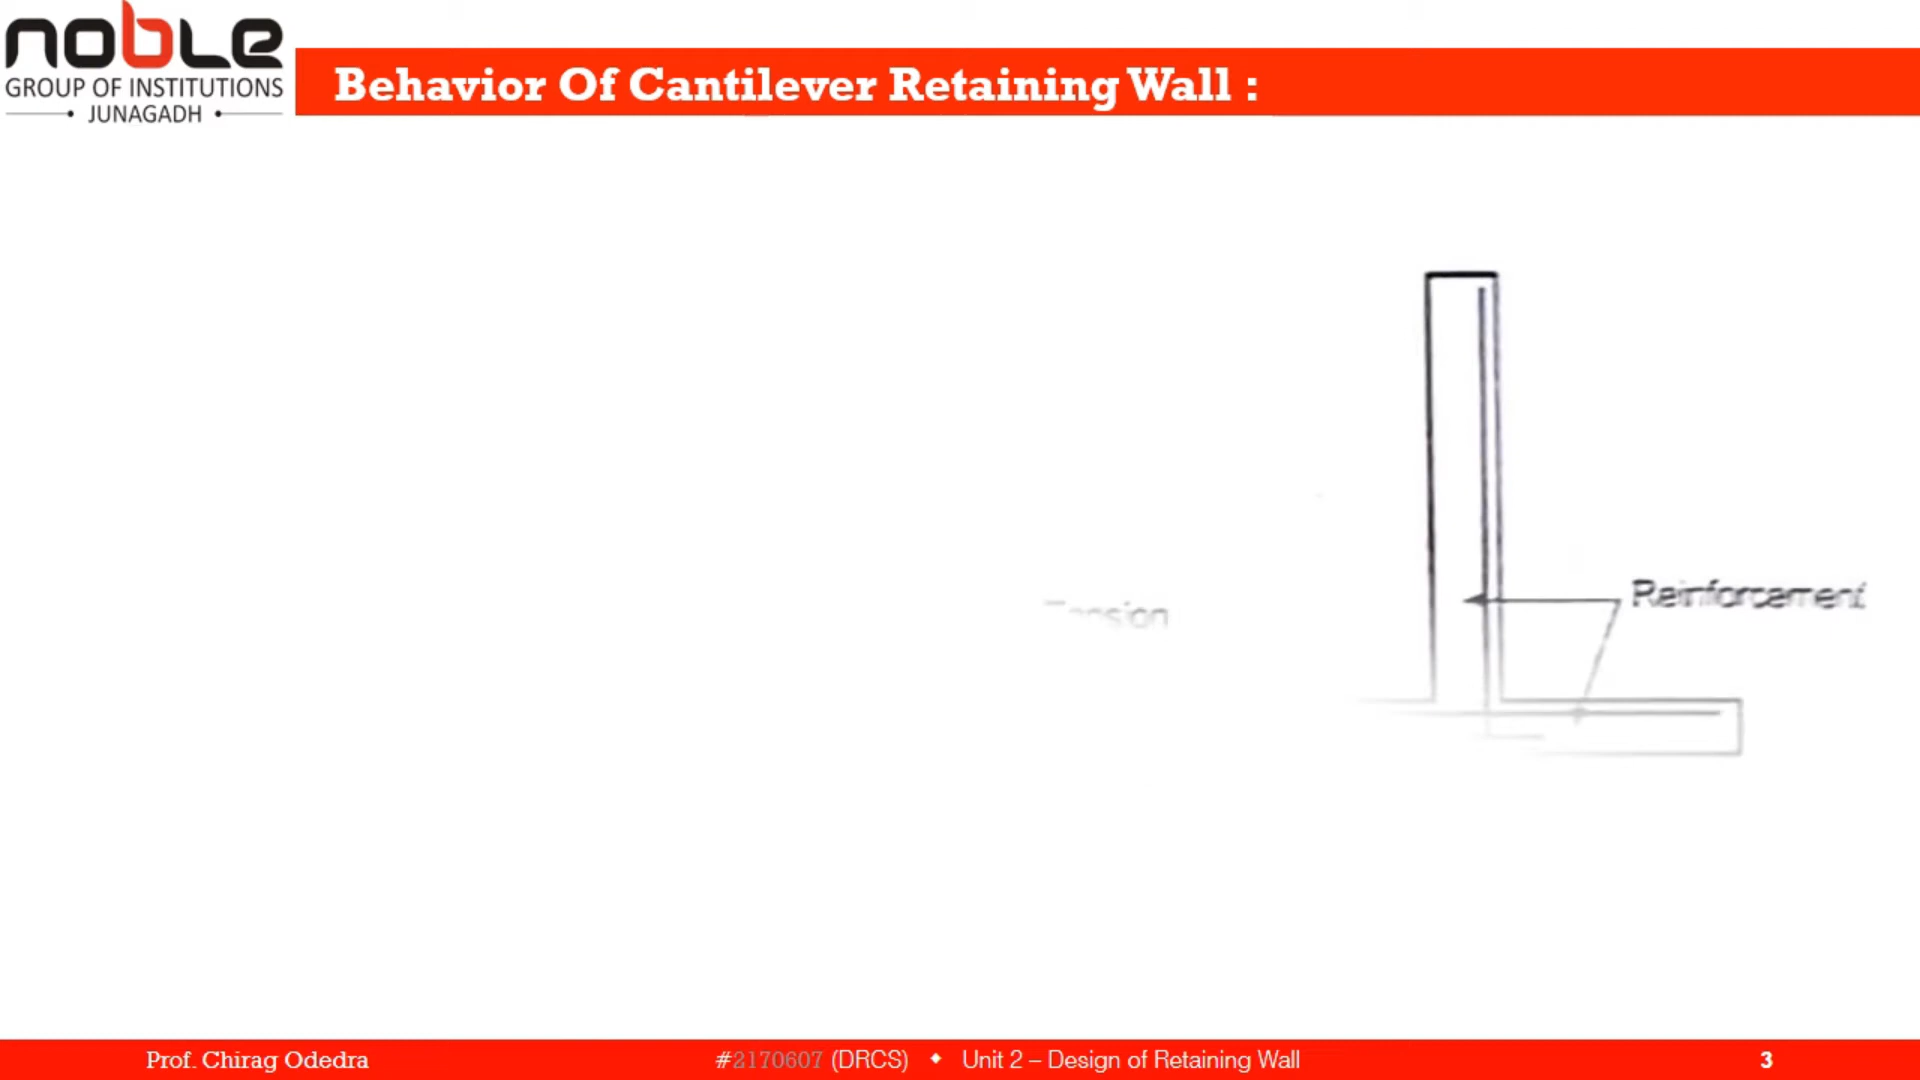 noble
GROUP OF INSTITUTIONS
JUNAGADH
Behavior Of Cantilever Retaining Wall :
Tension
Reinforcement
Prof. Chirag Odedra
#2170607 (DRCS) ◆ Unit 2 – Design of Retaining Wall
3